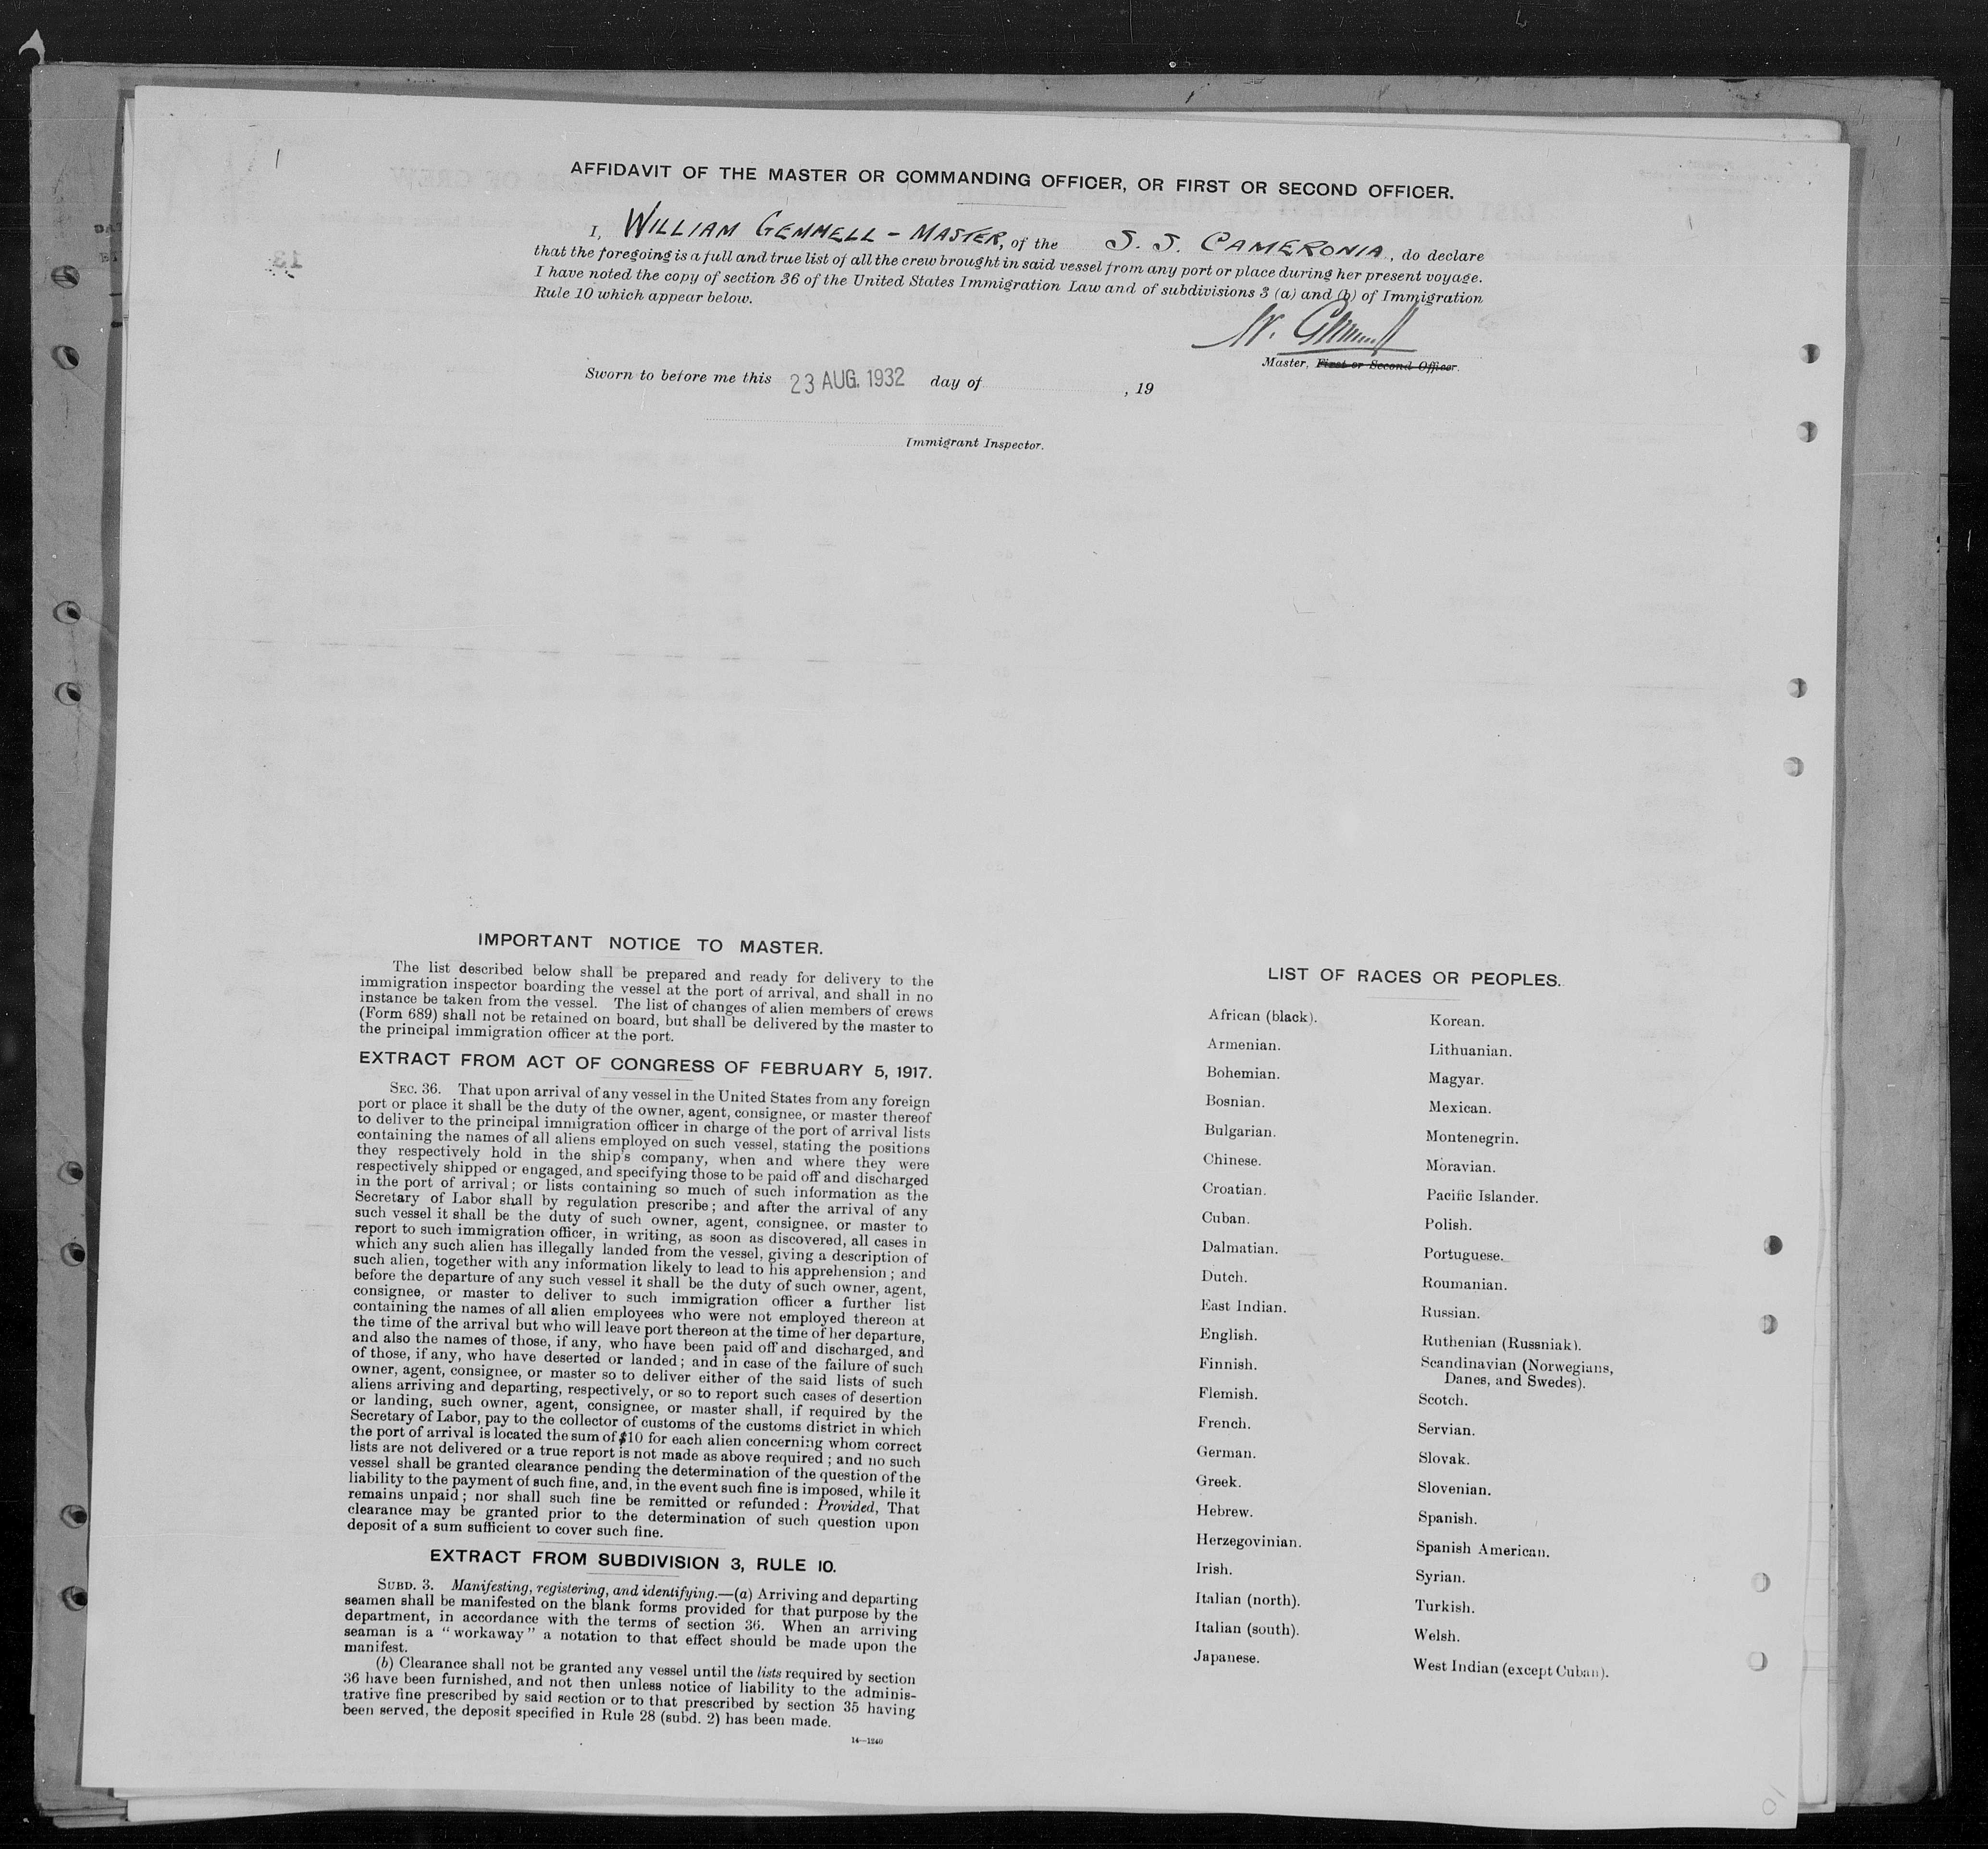 AFFIDAVIT OF THE MASTER OR COMMANDING OFFICER, OR FIRST OR SECOND OFFICER.
I, WILLIAM GEMMELL – MASTER, of the S. S. CAMERONIA, do declare
that the foregoing is a full and true list of all the crew brought in said vessel from any port or place during her present voyage.
I have noted the copy of section 36 of the United States Immigration Law and of subdivisions 3 (a) and (b) of Immigration
Rule 10 which appear below.
W. Gemmell
Master, First or Second Officer.
Sworn to before me this 23 AUG. 1932 day of , 19
Immigrant Inspector.
IMPORTANT NOTICE TO MASTER.
The list described below shall be prepared and ready for delivery to the
immigration inspector boarding the vessel at the port of arrival, and shall in no
instance be taken from the vessel. The list of changes of alien members of crews
(Form 689) shall not be retained on board, but shall be delivered by the master to
the principal immigration officer at the port.
EXTRACT FROM ACT OF CONGRESS OF FEBRUARY 5, 1917.
SEC. 36. That upon arrival of any vessel in the United States from any foreign
port or place it shall be the duty of the owner, agent, consignee, or master thereof
to deliver to the principal immigration officer in charge of the port of arrival lists
containing the names of all aliens employed on such vessel, stating the positions
they respectively hold in the ship's company, when and where they were
respectively shipped or engaged, and specifying those to be paid off and discharged
in the port of arrival; or lists containing so much of such information as the
Secretary of Labor shall by regulation prescribe; and after the arrival of any
such vessel it shall be the duty of such owner, agent, consignee, or master to
report to such immigration officer, in writing, as soon as discovered, all cases in
which any such alien has illegally landed from the vessel, giving a description of
such alien, together with any information likely to lead to his apprehension; and
before the departure of any such vessel it shall be the duty of such owner, agent,
consignee, or master to deliver to such immigration officer a further list
containing the names of all alien employees who were not employed thereon at
the time of the arrival but who will leave port thereon at the time of her departure,
and also the names of those, if any, who have been paid off and discharged, and
of those, if any, who have deserted or landed; and in case of the failure of such
owner, agent, consignee, or master so to deliver either of the said lists of such
aliens arriving and departing, respectively, or so to report such cases of desertion
or landing, such owner, agent, consignee, or master shall, if required by the
Secretary of Labor, pay to the collector of customs of the customs district in which
the port of arrival is located the sum of $10 for each alien concerning whom correct
lists are not delivered or a true report is not made as above required; and no such
vessel shall be granted clearance pending the determination of the question of the
liability to the payment of such fine, and, in the event such fine is imposed, while it
remains unpaid; nor shall such fine be remitted or refunded: Provided, That
clearance may be granted prior to the determination of such question upon
deposit of a sum sufficient to cover such fine.
EXTRACT FROM SUBDIVISION 3, RULE 10.
SUBD. 3. Manifesting, registering, and identifying.—(a) Arriving and departing
seamen shall be manifested on the blank forms provided for that purpose by the
department, in accordance with the terms of section 36. When an arriving
seaman is a "workaway" a notation to that effect should be made upon the
manifest.
(b) Clearance shall not be granted any vessel until the lists required by section
36 have been furnished, and not then unless notice of liability to the adminis-
trative fine prescribed by said section or to that prescribed by section 35 having
been served, the deposit specified in Rule 28 (subd. 2) has been made.
14—1240
LIST OF RACES OR PEOPLES.
African (black).
Armenian.
Bohemian.
Bosnian.
Bulgarian.
Chinese.
Croatian.
Cuban.
Dalmatian.
Dutch.
East Indian.
English.
Finnish.
Flemish.
French.
German.
Greek.
Hebrew.
Herzegovinian.
Irish.
Italian (north).
Italian (south).
Japanese.
Korean.
Lithuanian.
Magyar.
Mexican.
Montenegrin.
Moravian.
Pacific Islander.
Polish.
Portuguese.
Roumanian.
Russian.
Ruthenian (Russniak).
Scandinavian (Norwegians,
Danes, and Swedes).
Scotch.
Servian.
Slovak.
Slovenian.
Spanish.
Spanish American.
Syrian.
Turkish.
Welsh.
West Indian (except Cuban).